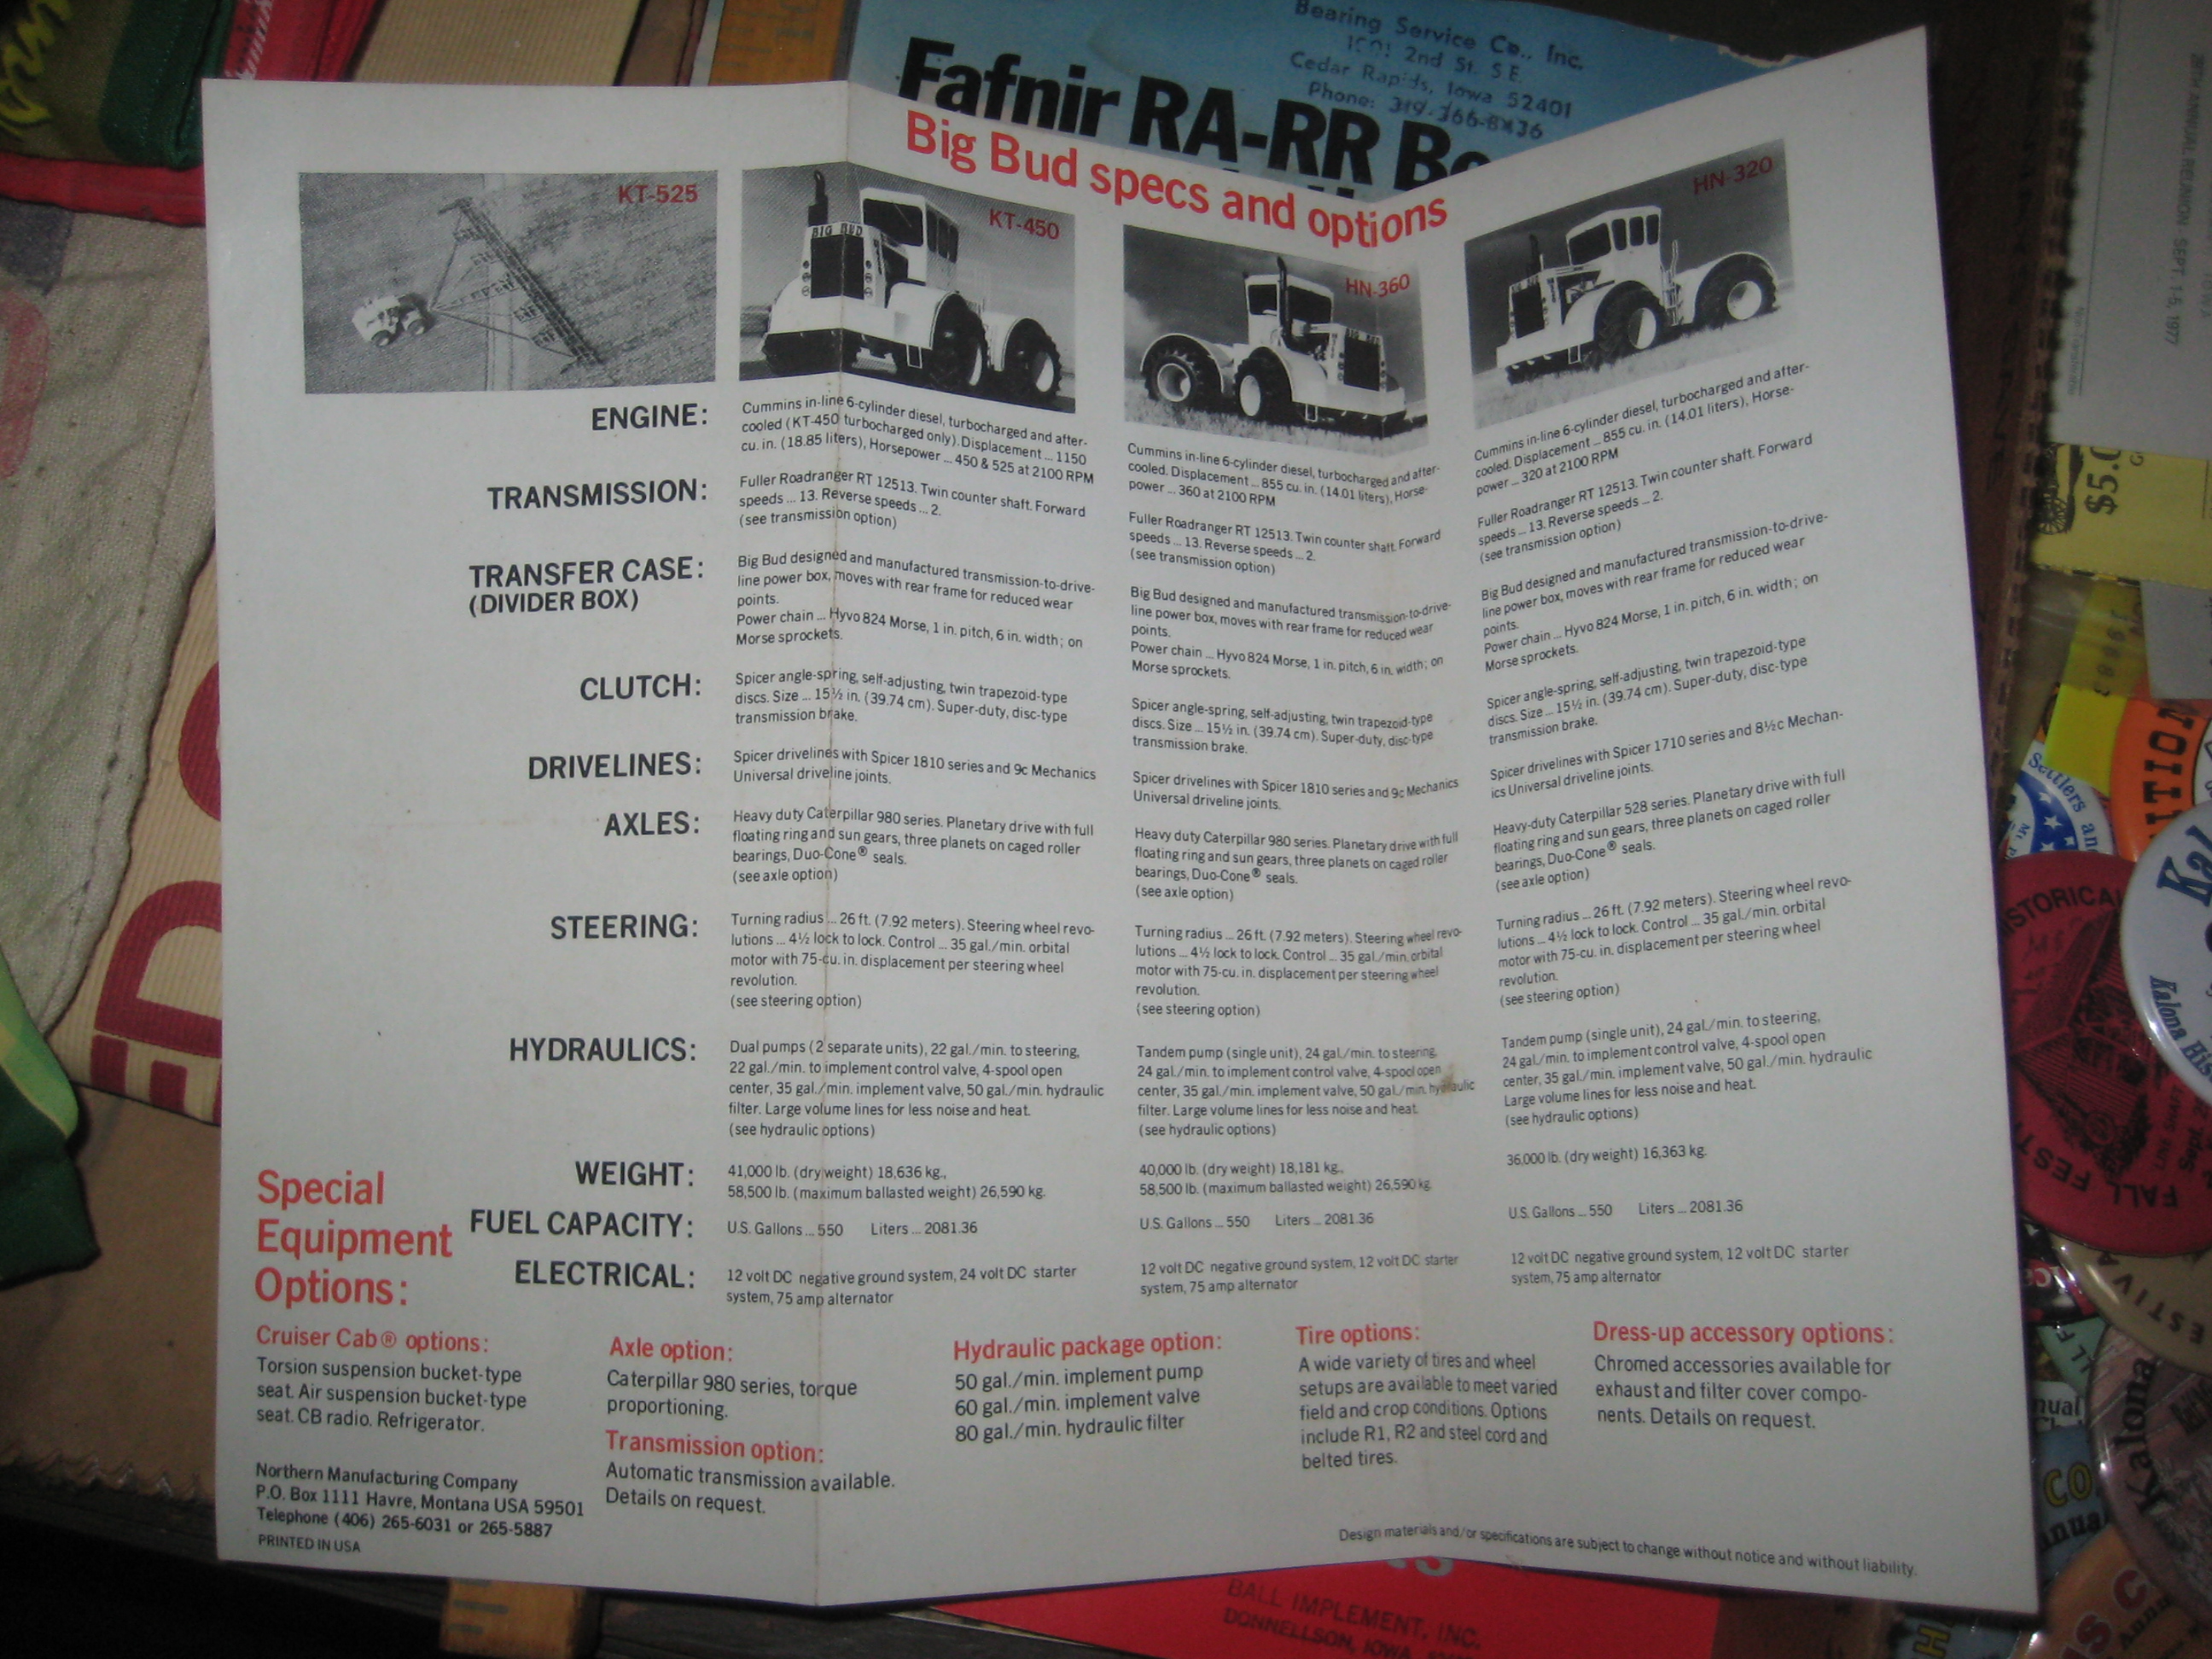 Bearing Service Co., Inc.
2nd St. S.E.
Cedar Rapids, Iowa 52401
Phone: 319-366-8436
Fafnir RA-RR
Big Bud specs and options
KT-525
KT-450
HN-360
HN-320
BIG BUD
ENGINE:
Cummins in-line 6-cylinder diesel, turbocharged and after-
cooled (KT-450 turbocharged only). Displacement ... 1150
cu. in. (18.85 liters), Horsepower ... 450 & 525 at 2100 RPM
Cummins in-line 6-cylinder diesel, turbocharged and after-
cooled. Displacement ... 855 cu. in. (14.01 liters), Horse-
power ... 360 at 2100 RPM
Cummins in-line 6-cylinder diesel, turbocharged and after-
cooled. Displacement ... 855 cu. in. (14.01 liters), Horse-
power ... 320 at 2100 RPM
TRANSMISSION:
Fuller Roadranger RT 12513. Twin counter shaft. Forward
speeds ... 13. Reverse speeds ... 2.
(see transmission option)
Fuller Roadranger RT 12513. Twin counter shaft. Forward
speeds ... 13. Reverse speeds ... 2.
(see transmission option)
Fuller Roadranger RT 12513. Twin counter shaft. Forward
speeds ... 13. Reverse speeds ... 2.
(see transmission option)
TRANSFER CASE:
(DIVIDER BOX)
Big Bud designed and manufactured transmission-to-drive-
line power box, moves with rear frame for reduced wear
points.
Power chain ... Hyvo 824 Morse, 1 in. pitch, 6 in. width; on
Morse sprockets.
Big Bud designed and manufactured transmission-to-drive-
line power box, moves with rear frame for reduced wear
points.
Power chain ... Hyvo 824 Morse, 1 in. pitch, 6 in. width; on
Morse sprockets.
Big Bud designed and manufactured transmission-to-drive-
line power box, moves with rear frame for reduced wear
points.
Power chain ... Hyvo 824 Morse, 1 in. pitch, 6 in. width; on
Morse sprockets.
CLUTCH:
Spicer angle-spring, self-adjusting, twin trapezoid-type
discs. Size ... 15½ in. (39.74 cm). Super-duty, disc-type
transmission brake.
Spicer angle-spring, self-adjusting, twin trapezoid-type
discs. Size ... 15½ in. (39.74 cm). Super-duty, disc-type
transmission brake.
Spicer angle-spring, self-adjusting, twin trapezoid-type
discs. Size ... 15½ in. (39.74 cm). Super-duty, disc-type
transmission brake.
DRIVELINES:
Spicer drivelines with Spicer 1810 series and 9c Mechanics
Universal driveline joints.
Spicer drivelines with Spicer 1810 series and 9c Mechanics
Universal driveline joints.
Spicer drivelines with Spicer 1710 series and 8½c Mechan-
ics Universal driveline joints.
AXLES:
Heavy duty Caterpillar 980 series. Planetary drive with full
floating ring and sun gears, three planets on caged roller
bearings, Duo-Cone® seals.
(see axle option)
Heavy duty Caterpillar 980 series. Planetary drive with full
floating ring and sun gears, three planets on caged roller
bearings, Duo-Cone® seals.
(see axle option)
Heavy-duty Caterpillar 528 series. Planetary drive with full
floating ring and sun gears, three planets on caged roller
bearings, Duo-Cone® seals.
(see axle option)
STEERING:
Turning radius ... 26 ft. (7.92 meters). Steering wheel revo-
lutions ... 4½ lock to lock. Control ... 35 gal./min. orbital
motor with 75-cu. in. displacement per steering wheel
revolution.
(see steering option)
Turning radius ... 26 ft. (7.92 meters). Steering wheel revo-
lutions ... 4½ lock to lock. Control ... 35 gal./min. orbital
motor with 75-cu. in. displacement per steering wheel
revolution.
(see steering option)
Turning radius ... 26 ft. (7.92 meters). Steering wheel revo-
lutions ... 4½ lock to lock. Control ... 35 gal./min. orbital
motor with 75-cu. in. displacement per steering wheel
revolution.
(see steering option)
HYDRAULICS:
Dual pumps (2 separate units), 22 gal./min. to steering,
22 gal./min. to implement control valve, 4-spool open
center, 35 gal./min. implement valve, 50 gal./min. hydraulic
filter. Large volume lines for less noise and heat.
(see hydraulic options)
Tandem pump (single unit), 24 gal./min. to steering,
24 gal./min. to implement control valve, 4-spool open
center, 35 gal./min. implement valve, 50 gal./min. hydraulic
filter. Large volume lines for less noise and heat.
(see hydraulic options)
Tandem pump (single unit), 24 gal./min. to steering,
24 gal./min. to implement control valve, 4-spool open
center, 35 gal./min. implement valve, 50 gal./min. hydraulic
Large volume lines for less noise and heat.
(see hydraulic options)
WEIGHT:
41,000 lb. (dry weight) 18,636 kg.,
58,500 lb. (maximum ballasted weight) 26,590 kg.
40,000 lb. (dry weight) 18,181 kg.,
58,500 lb. (maximum ballasted weight) 26,590 kg.
36,000 lb. (dry weight) 16,363 kg.
FUEL CAPACITY:
U.S. Gallons ... 550 Liters ... 2081.36
U.S. Gallons ... 550 Liters ... 2081.36
U.S. Gallons ... 550 Liters ... 2081.36
ELECTRICAL:
12 volt DC negative ground system, 24 volt DC starter
system, 75 amp alternator
12 volt DC negative ground system, 12 volt DC starter
system, 75 amp alternator
12 volt DC negative ground system, 12 volt DC starter
system, 75 amp alternator
Special
Equipment
Options:
Cruiser Cab® options:
Torsion suspension bucket-type
seat. Air suspension bucket-type
seat. CB radio. Refrigerator.
Axle option:
Caterpillar 980 series, torque
proportioning.
Transmission option:
Automatic transmission available.
Details on request.
Hydraulic package option:
50 gal./min. implement pump
60 gal./min. implement valve
80 gal./min. hydraulic filter
Tire options:
A wide variety of tires and wheel
setups are available to meet varied
field and crop conditions. Options
include R1, R2 and steel cord and
belted tires.
Dress-up accessory options:
Chromed accessories available for
exhaust and filter cover compo-
nents. Details on request.
Northern Manufacturing Company
P.O. Box 1111 Havre, Montana USA 59501
Telephone (406) 265-6031 or 265-5887
PRINTED IN USA
Design materials and/or specifications are subject to change without notice and without liability.
BALL IMPLEMENT, INC.
DONNELLSON, IOWA
ANNUAL REUNION SEPT. 1-5, 1977
$5.0
Settlers
Kalona
FALL FESTIVAL
Kalona